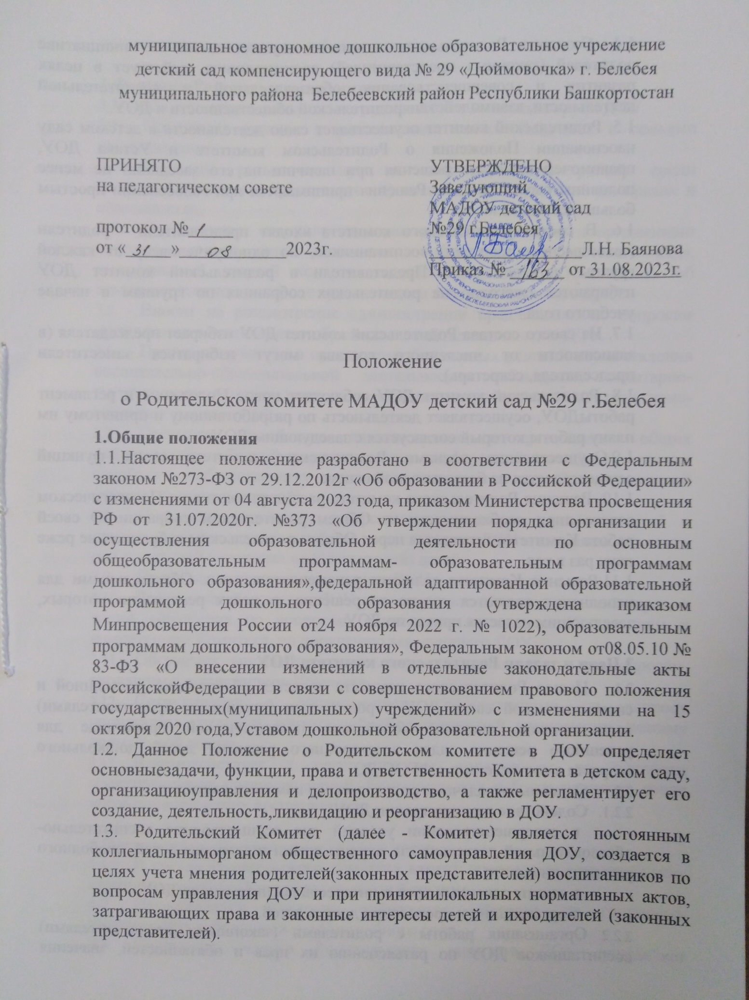 муниципальное автономное дошкольное образовательное учреждение
детский сад компенсирующего вида № 29 «Дюймовочка» г. Белебея
муниципального района Белебеевский район Республики Башкортостан
ПРИНЯТО
на педагогическом совете
протокол № 1
от « 31 » 08 2023г.
УТВЕРЖДЕНО
Заведующий
МАДОУ детский сад
№29 г.Белебея
Л.Н. Баянова
Приказ № 163 от 31.08.2023г.
Положение
о Родительском комитете МАДОУ детский сад №29 г.Белебея
1.Общие положения
1.1.Настоящее положение разработано в соответствии с Федеральным
законом №273-ФЗ от 29.12.2012г «Об образовании в Российской Федерации»
с изменениями от 04 августа 2023 года, приказом Министерства просвещения
РФ от 31.07.2020г. №373 «Об утверждении порядка организации и
осуществления образовательной деятельности по основным
общеобразовательным программам- образовательным программам
дошкольного образования»,федеральной адаптированной образовательной
программой дошкольного образования (утверждена приказом
Минпросвещения России от24 ноября 2022 г. № 1022), образовательным
программам дошкольного образования», Федеральным законом от08.05.10 №
83-ФЗ «О внесении изменений в отдельные законодательные акты
РоссийскойФедерации в связи с совершенствованием правового положения
государственных(муниципальных) учреждений» с изменениями на 15
октября 2020 года,Уставом дошкольной образовательной организации.
1.2. Данное Положение о Родительском комитете в ДОУ определяет
основныезадачи, функции, права и ответственность Комитета в детском саду,
организациюуправления и делопроизводство, а также регламентирует его
создание, деятельность,ликвидацию и реорганизацию в ДОУ.
1.3. Родительский Комитет (далее - Комитет) является постоянным
коллегиальныморганом общественного самоуправления ДОУ, создается в
целях учета мнения родителей(законных представителей) воспитанников по
вопросам управления ДОУ и при принятиилокальных нормативных актов,
затрагивающих права и законные интересы детей и ихродителей (законных
представителей).